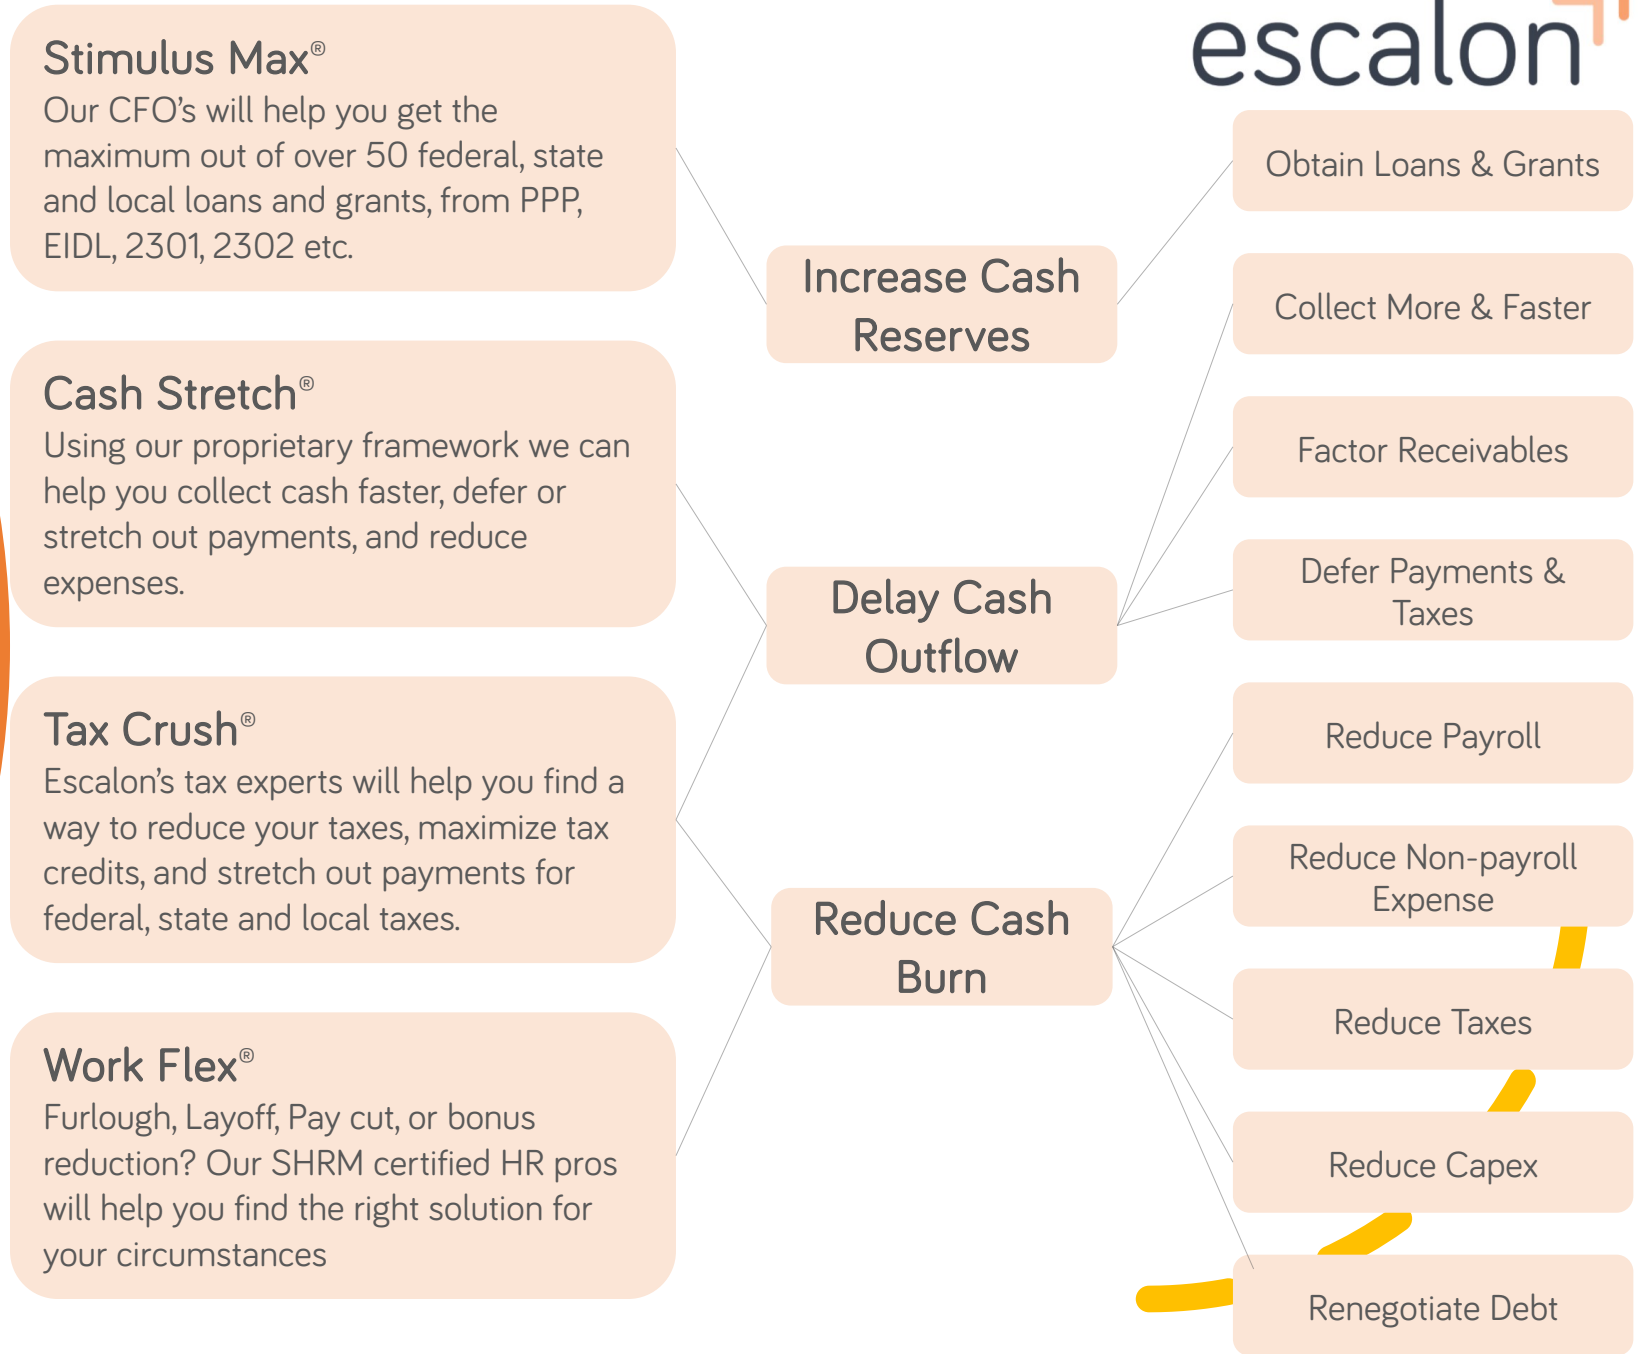 escalon
Stimulus Max®
Our CFO's will help you get the
maximum out of over 50 federal, state
and local loans and grants, from PPP,
EIDL, 2301, 2302 etc.
Cash Stretch®
Using our proprietary framework we can
help you collect cash faster, defer or
stretch out payments, and reduce
expenses.
Tax Crush®
Escalon's tax experts will help you find a
way to reduce your taxes, maximize tax
credits, and stretch out payments for
federal, state and local taxes.
Work Flex®
Furlough, Layoff, Pay cut, or bonus
reduction? Our SHRM certified HR pros
will help you find the right solution for
your circumstances
Increase Cash
Reserves
Delay Cash
Outflow
Reduce Cash
Burn
Obtain Loans & Grants
Collect More & Faster
Factor Receivables
Defer Payments &
Taxes
Reduce Payroll
Reduce Non-payroll
Expense
Reduce Taxes
Reduce Capex
Renegotiate Debt